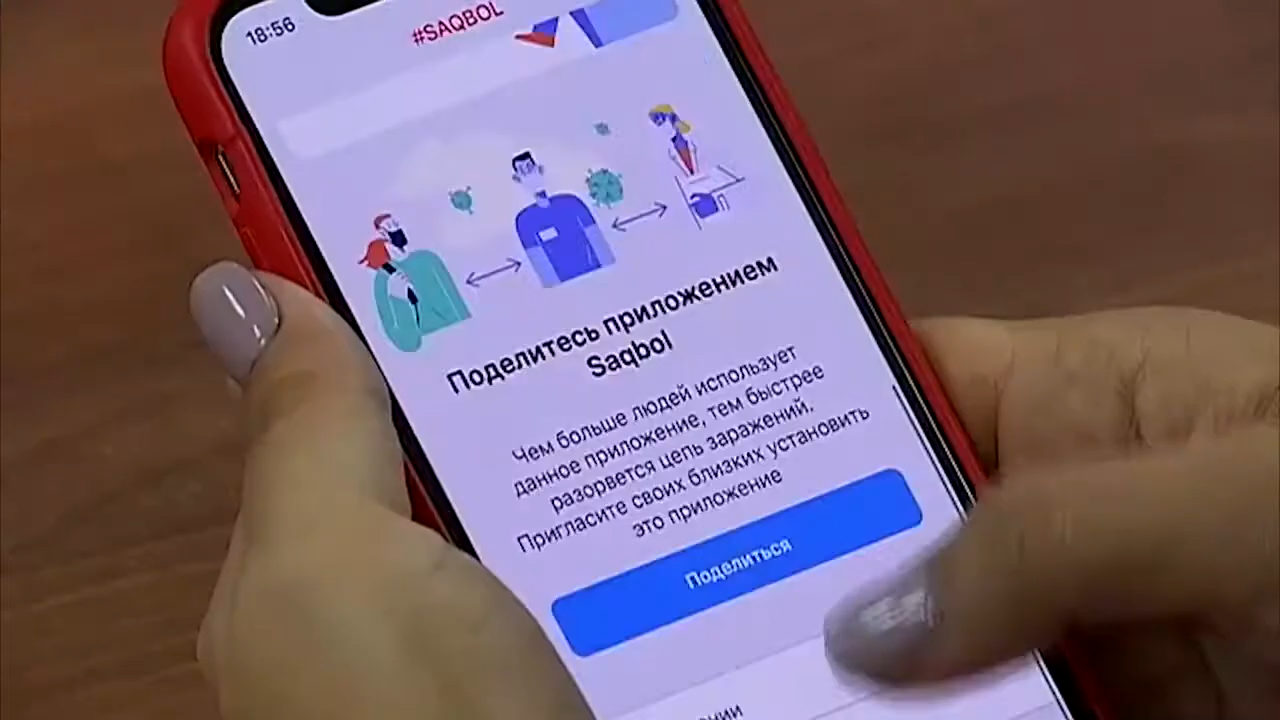 18:56
#SAQBOL
Поделитесь приложением
Saqbol
Чем больше людей использует
данное приложение, тем быстрее
разорвется цепь заражений.
Пригласите своих близких установить
это приложение
Поделиться